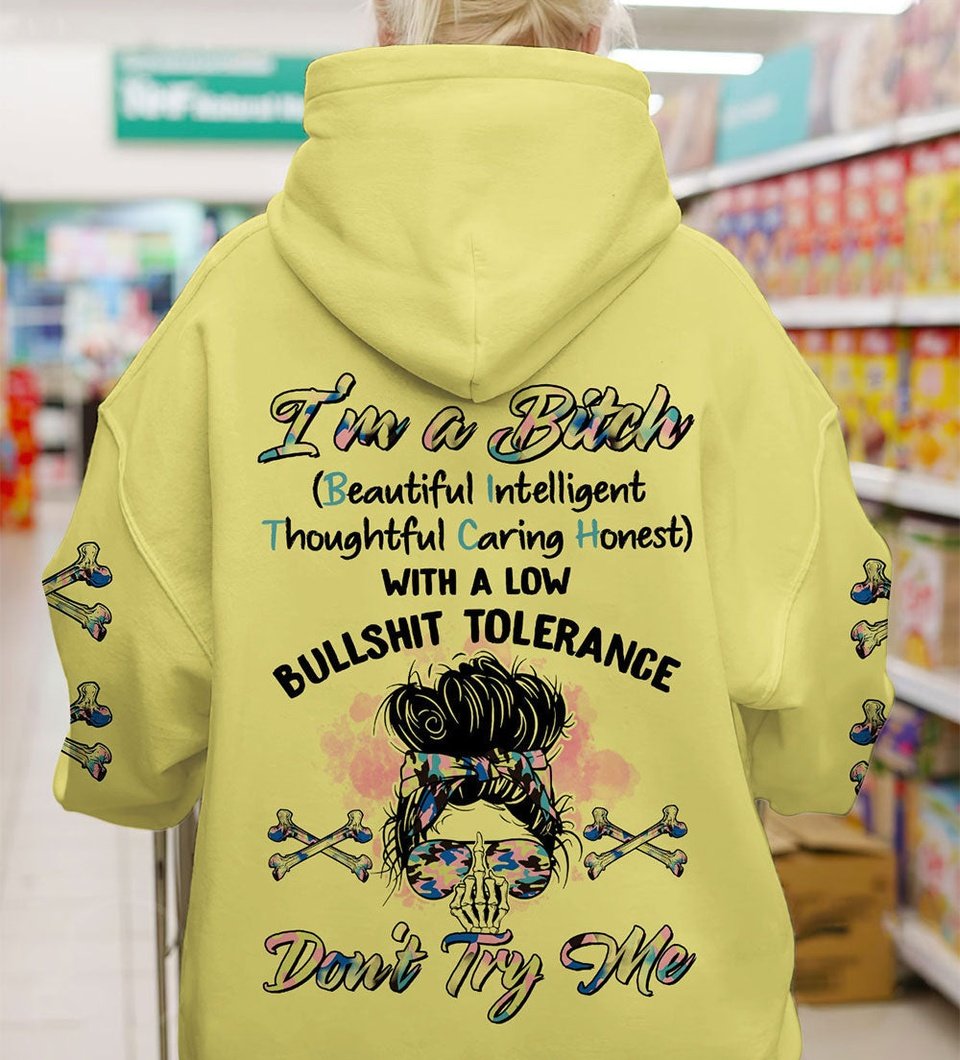 I'm a Bitch
(Beautiful Intelligent
Thoughtful Caring Honest)
WITH A LOW
BULLSHIT TOLERANCE
Don't Try Me